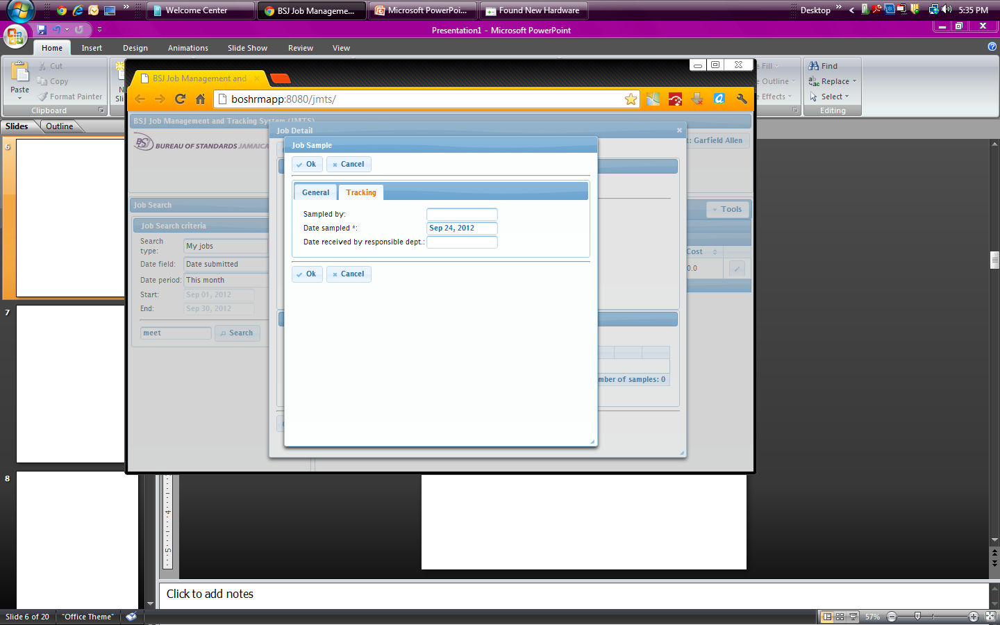 Welcome Center
BSJ Job Manageme...
Microsoft PowerPoi...
Found New Hardware
Desktop
5:35 PM
Presentation1 - Microsoft PowerPoint
Home
Insert
Design
Animations
Slide Show
Review
View
Paste
Cut
Copy
Format Painter
Clipboard
Fill
Outline
Effects
Find
Replace
Select
Editing
Slides
Outline
BSJ Job Management and
boshrmapp:8080/jmts/
BSJ Job Management and Tracking System (JMTS)
BSJ BUREAU OF STANDARDS JAMAICA
t: Garfield Allen
Job Detail
Job Sample
Ok
Cancel
General
Tracking
Sampled by:
Date sampled *:
Sep 24, 2012
Date received by responsible dept.:
Ok
Cancel
Job Search
Job Search criteria
Search type:
My jobs
Date field:
Date submitted
Date period:
This month
Start:
Sep 01, 2012
End:
Sep 30, 2012
meet
Search
Tools
Cost
0.0
mber of samples: 0
6
7
8
4
5
Click to add notes
Slide 6 of 20
"Office Theme"
57%